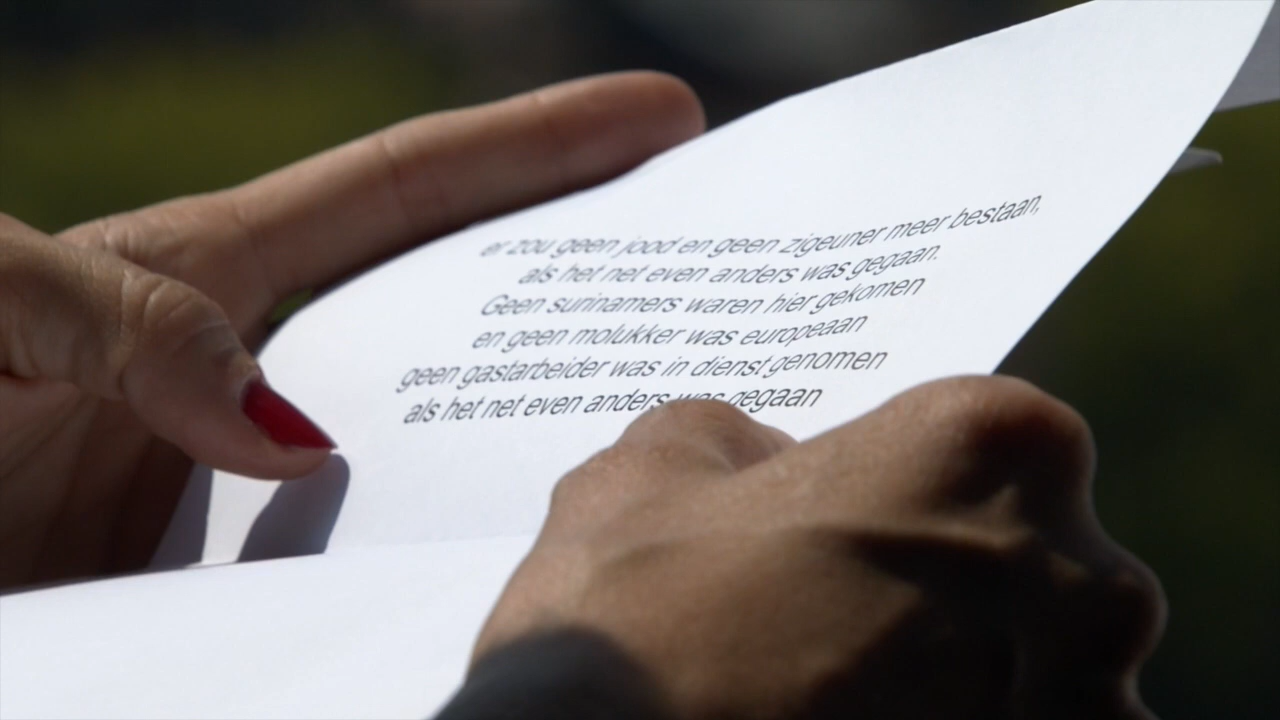 er zou geen jood en geen zigeuner meer bestaan,
als het net even anders was gegaan.
Geen surinamers waren hier gekomen
en geen molukker was europeaan
geen gastarbeider was in dienst genomen
als het net even anders was gegaan